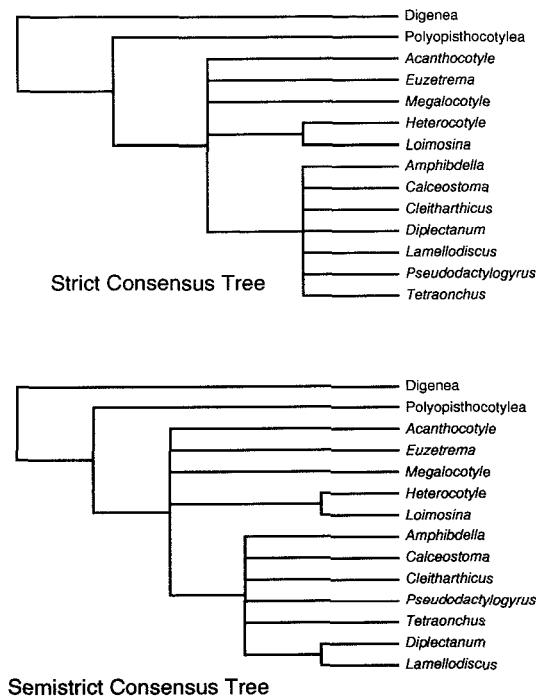 Digenea
Polyopisthocotylea
Acanthocotyle
Euzetrema
Megalocotyle
Heterocotyle
Loimosina
Amphibdella
Calceostoma
Cleitharthicus
Diplectanum
Lamellodiscus
Pseudodactylogyrus
Tetraonchus
Strict Consensus Tree
Digenea
Polyopisthocotylea
Acanthocotyle
Euzetrema
Megalocotyle
Heterocotyle
Loimosina
Amphibdella
Calceostoma
Cleitharthicus
Pseudodactylogyrus
Tetraonchus
Diplectanum
Lamellodiscus
Semistrict Consensus Tree